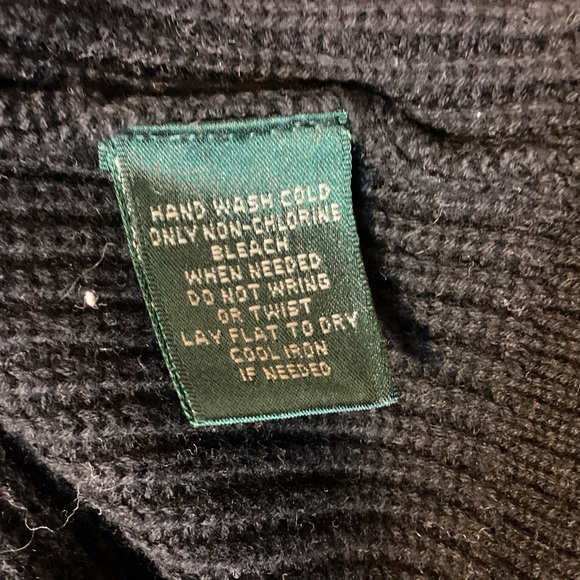 HAND WASH COLD
ONLY NON-CHLORINE
BLEACH
WHEN NEEDED
DO NOT WRING
OR TWIST
LAY FLAT TO DRY
COOL IRON
IF NEEDED